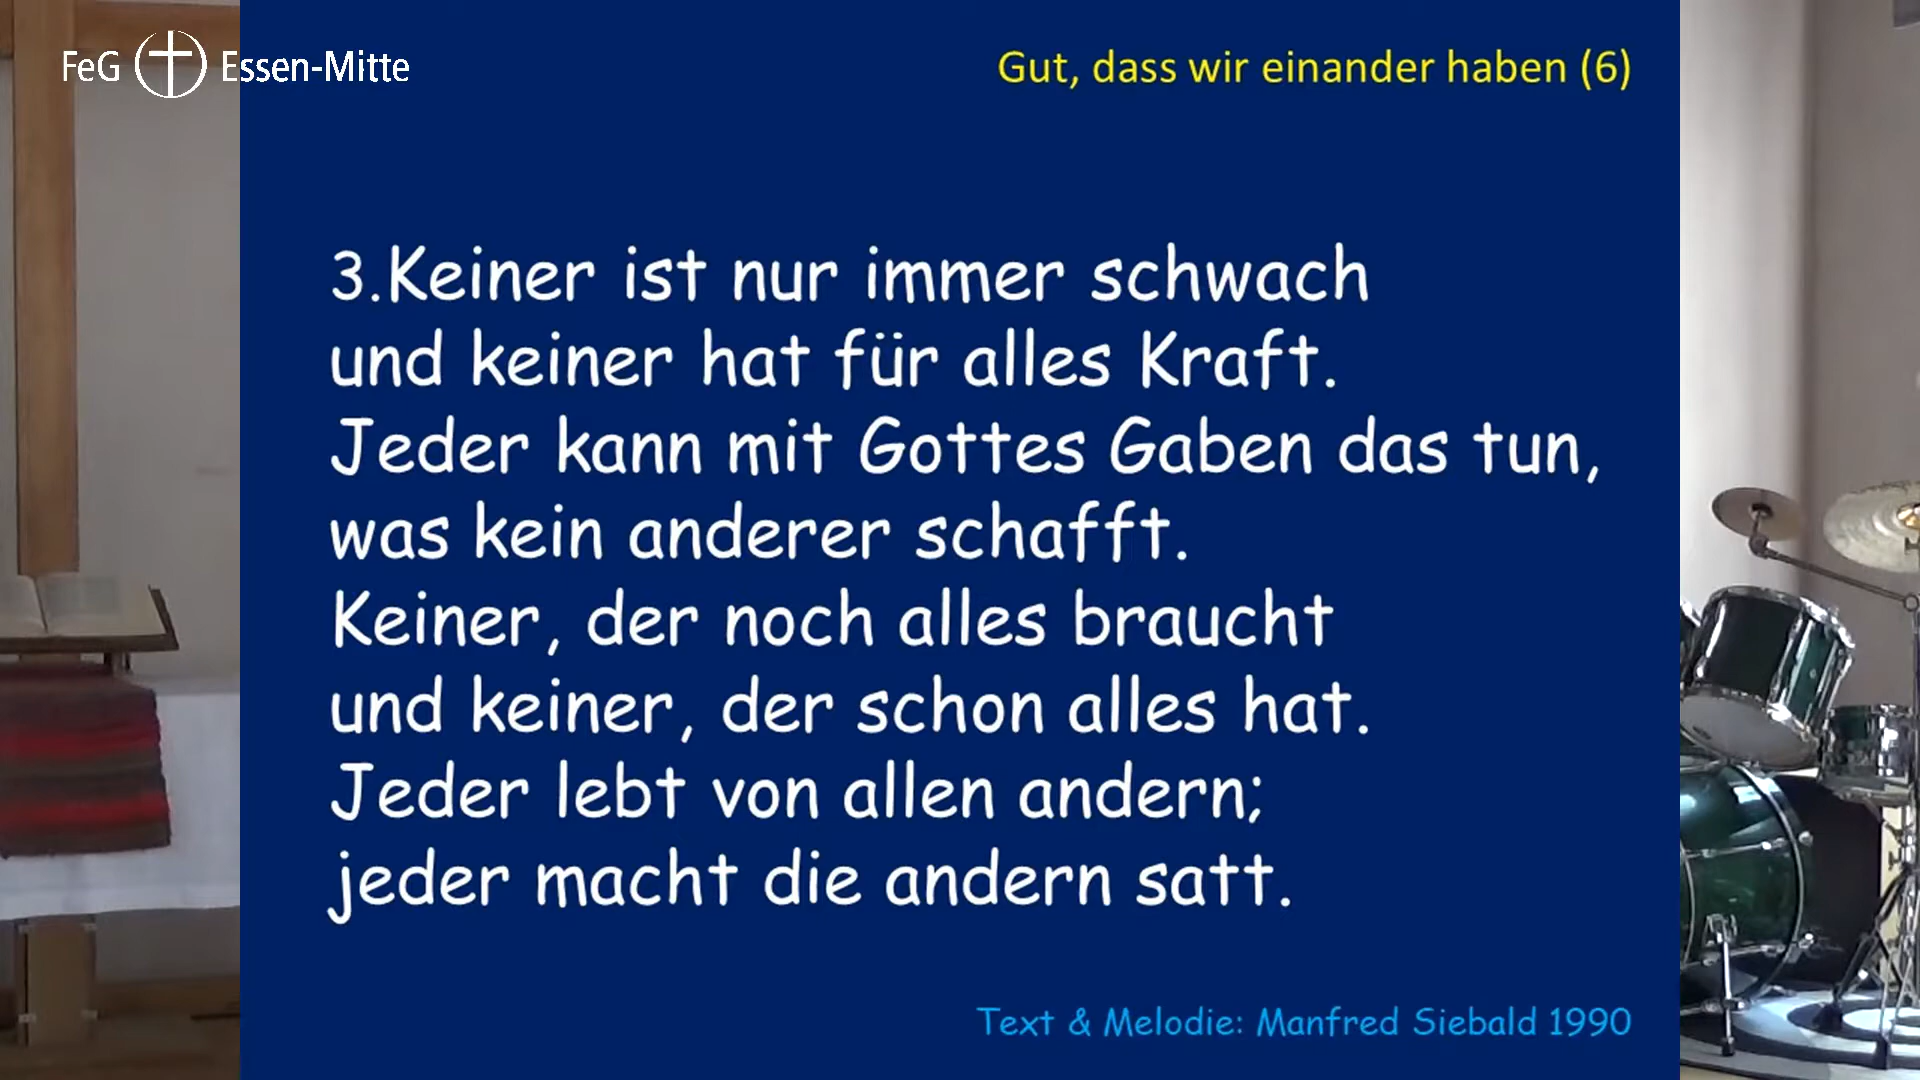 FeG Essen-Mitte
Gut, dass wir einander haben (6)
3.Keiner ist nur immer schwach
und keiner hat für alles Kraft.
Jeder kann mit Gottes Gaben das tun,
was kein anderer schafft.
Keiner, der noch alles braucht
und keiner, der schon alles hat.
Jeder lebt von allen andern;
jeder macht die andern satt.
Text & Melodie: Manfred Siebald 1990